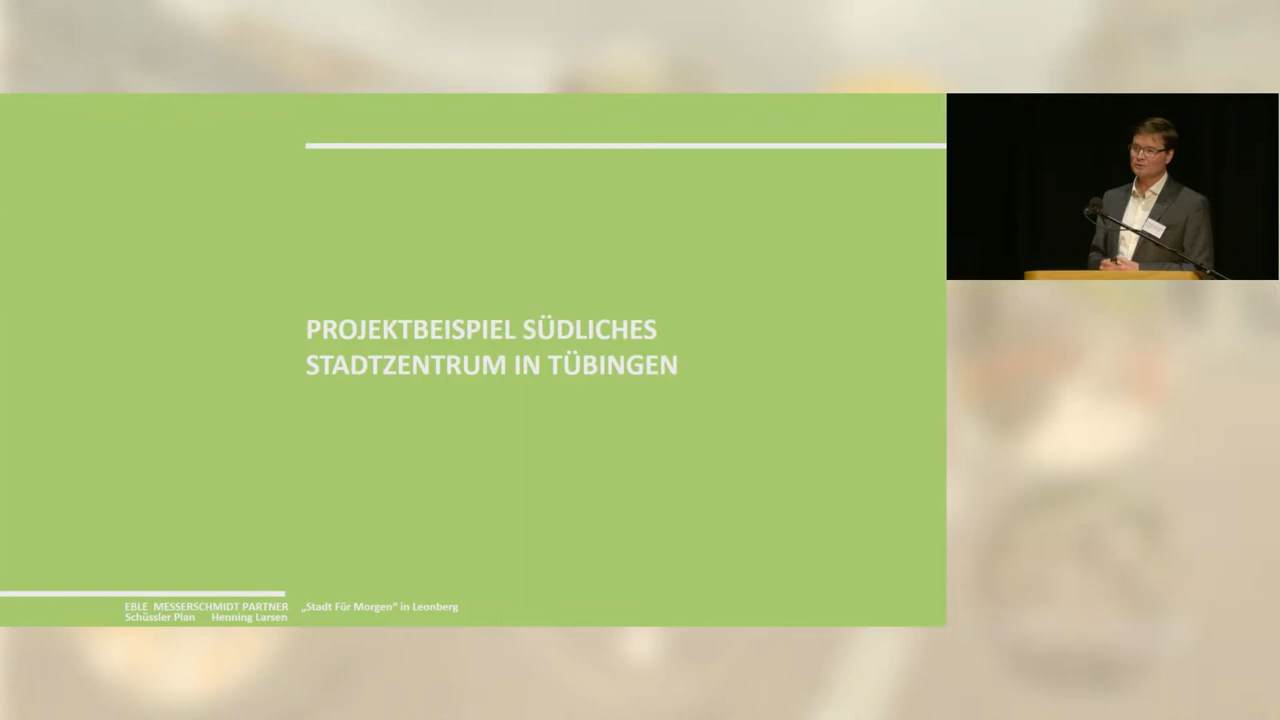 PROJEKTBEISPIEL SÜDLICHES
STADTZENTRUM IN TÜBINGEN
EBLE MESSERSCHMIDT PARTNER
Schüssler Plan Henning Larsen
„Stadt Für Morgen“ in Leonberg